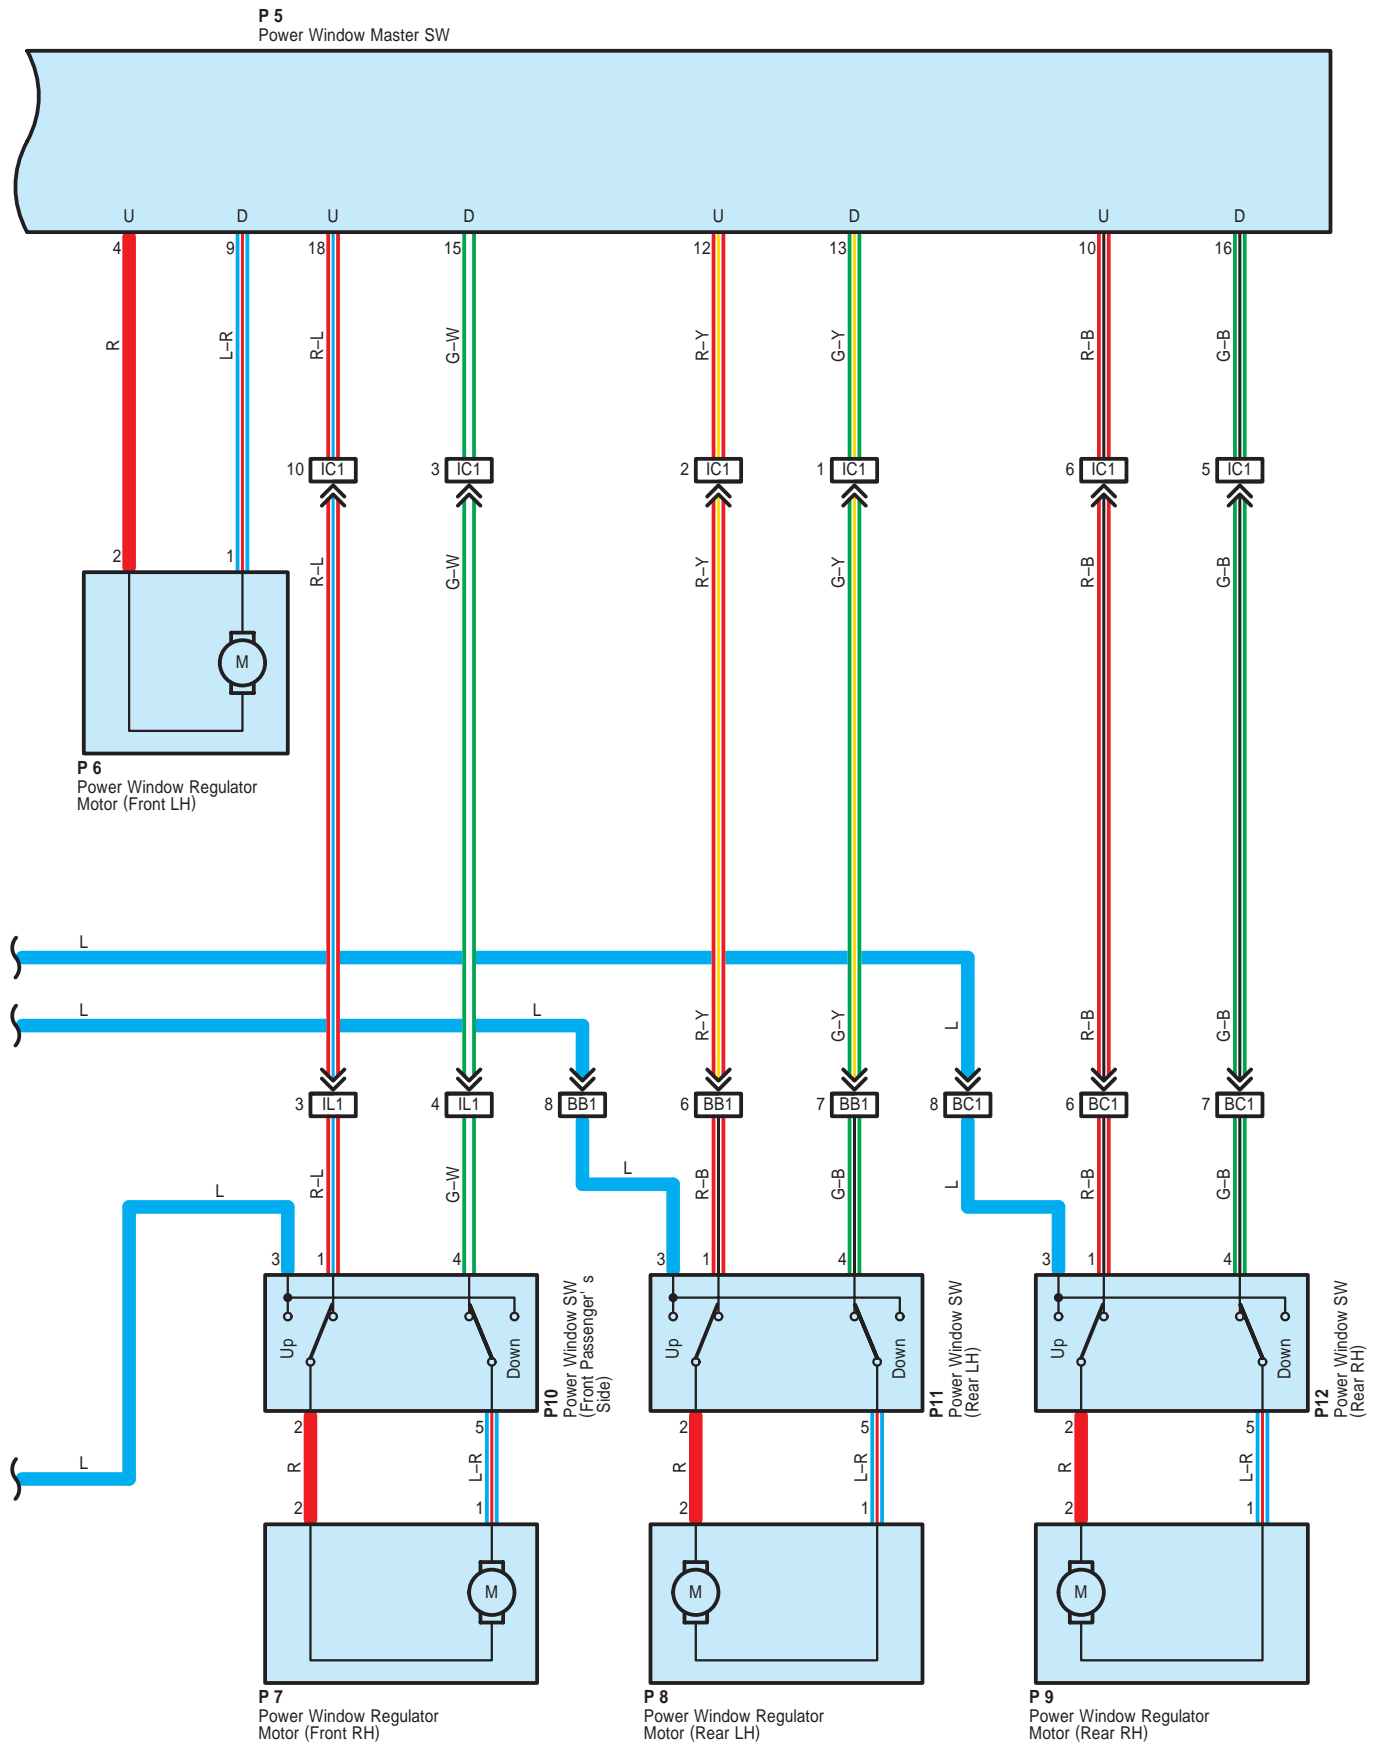 P 5
Power Window Master SW
U D U D U D U D
4 9 18 15 12 13 10 16
R L–R R–L G–W R–Y G–Y R–B G–B
10 IC1 3 IC1 2 IC1 1 IC1 6 IC1 5 IC1
2 1 R–L G–W R–Y G–Y R–B G–B
M
P 6
Power Window Regulator
Motor (Front LH)
L
L L R–Y G–Y L R–B G–B
3 IL1 4 IL1 8 BB1 6 BB1 7 BB1 8 BC1 6 BC1 7 BC1
L R–L G–W L R–B G–B L R–B G–B
3 1 4 3 1 4 3 1 4
Up Down Up Down Up Down
P10
Power Window SW
(Front Passenger' s
Side)
P11
Power Window SW
(Rear LH)
P12
Power Window SW
(Rear RH)
2 5 2 5 2 5
L R L–R R L–R R L–R
2 1 2 1 2 1
M M M
P 7
Power Window Regulator
Motor (Front RH)
P 8
Power Window Regulator
Motor (Rear LH)
P 9
Power Window Regulator
Motor (Rear RH)